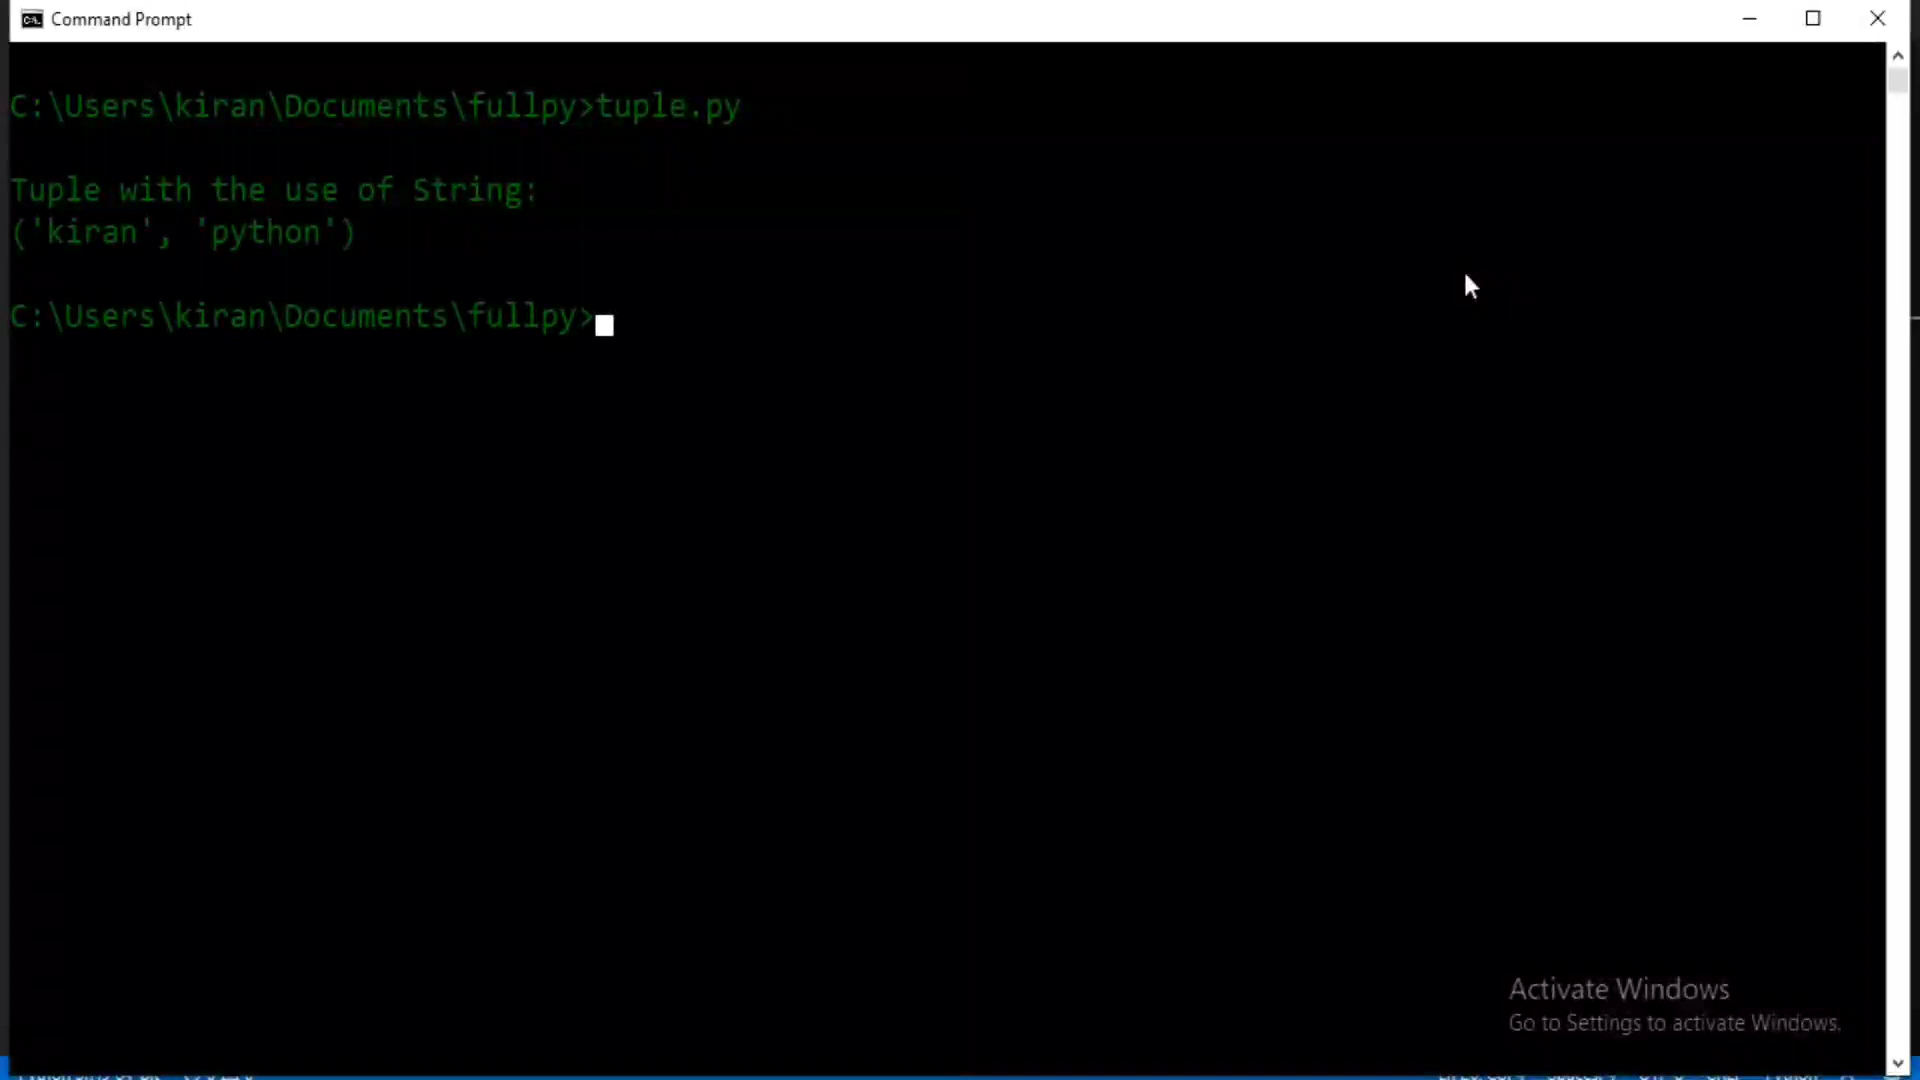 Command Prompt
C:\Users\kiran\Documents\fullpy>tuple.py
Tuple with the use of String:
('kiran', 'python')
C:\Users\kiran\Documents\fullpy>
Activate Windows
Go to Settings to activate Windows.